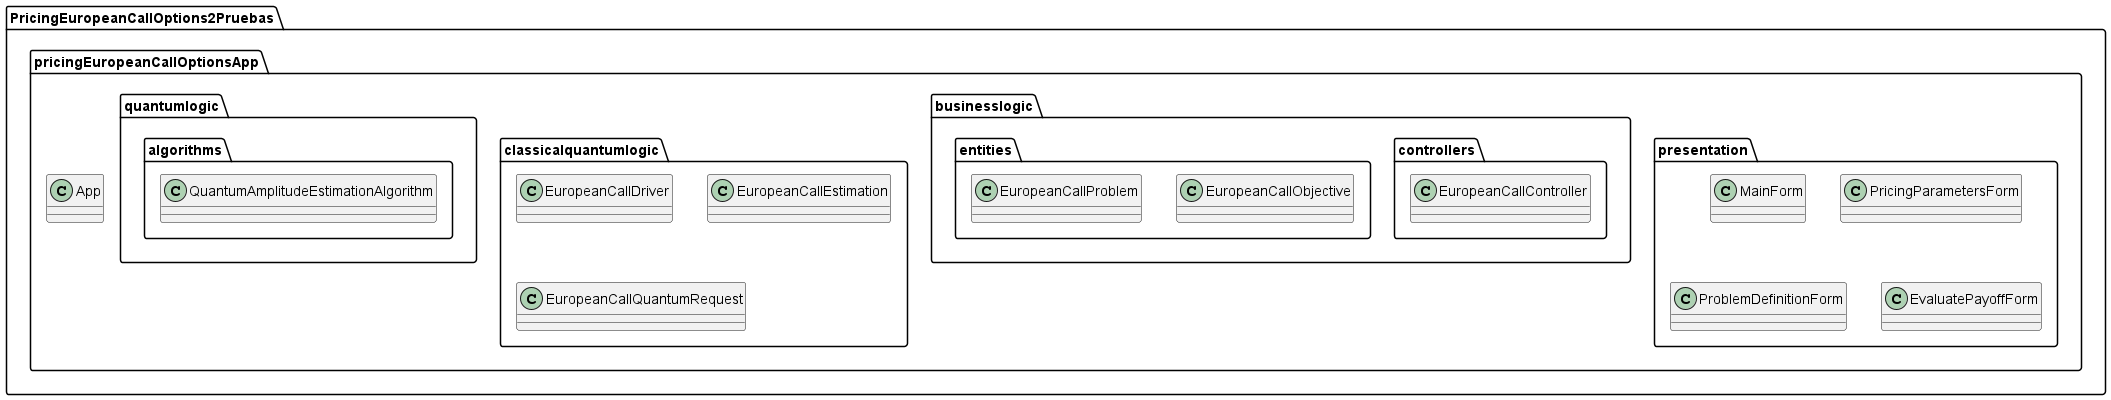 PricingEuropeanCallOptions2Pruebas
pricingEuropeanCallOptionsApp
quantumlogic
businesslogic
algorithms
classicalquantumlogic
entities
controllers
presentation
C App
C QuantumAmplitudeEstimationAlgorithm
C EuropeanCallDriver
C EuropeanCallEstimation
C EuropeanCallProblem
C EuropeanCallObjective
C EuropeanCallController
C MainForm
C PricingParametersForm
C EuropeanCallQuantumRequest
C ProblemDefinitionForm
C EvaluatePayoffForm